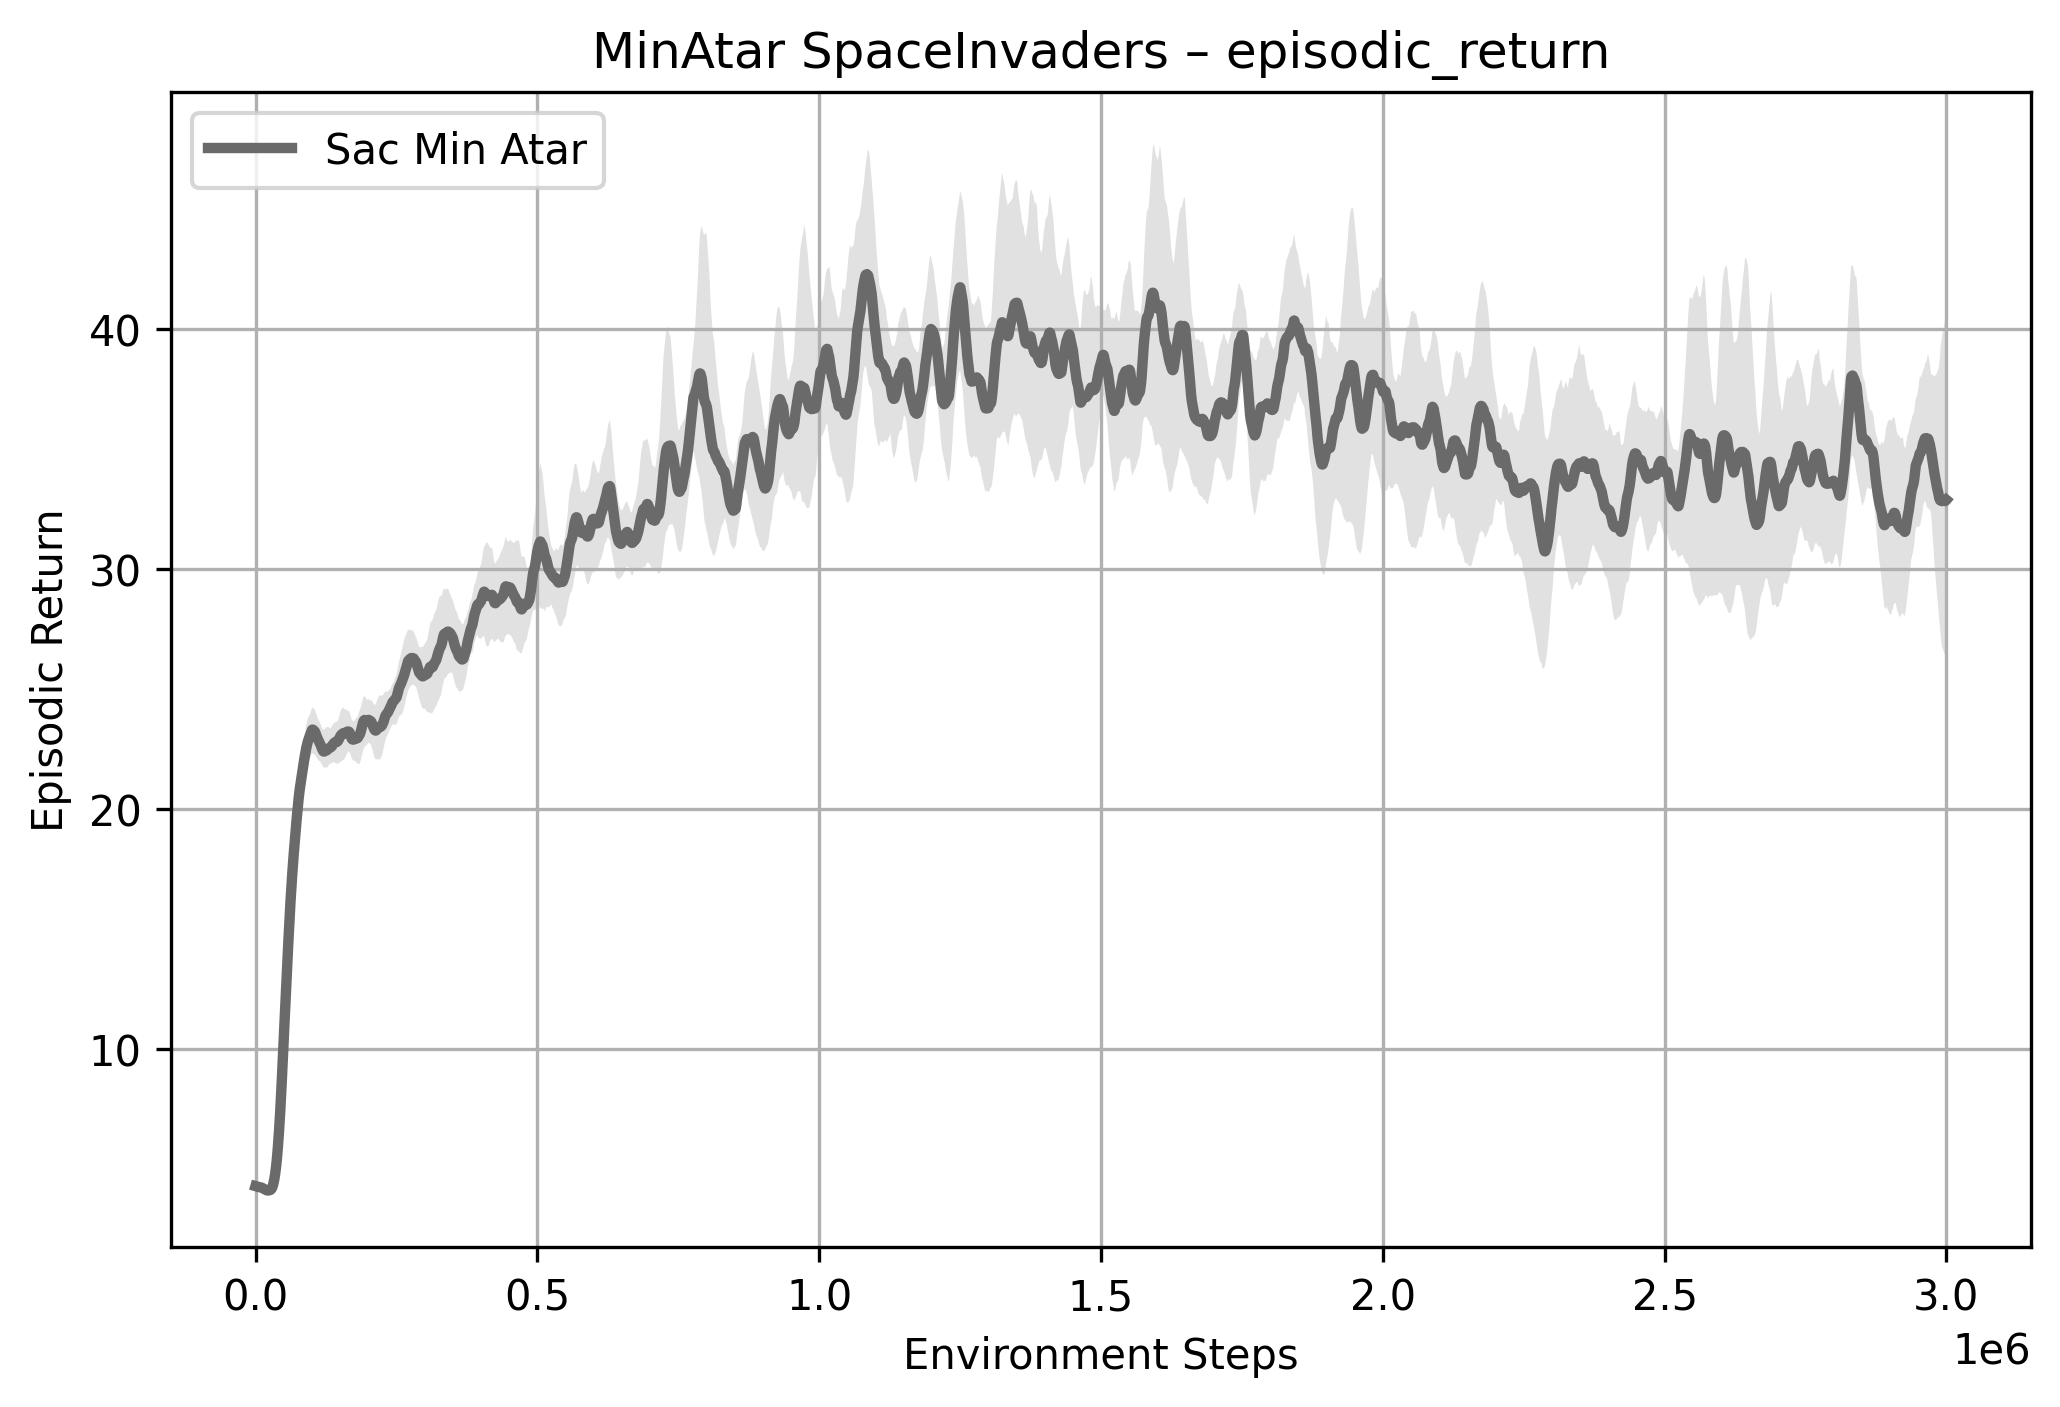 MinAtar SpaceInvaders – episodic_return
Sac Min Atar
Episodic Return
40
30
20
10
0.0 0.5 1.0 1.5 2.0 2.5 3.0
1e6
Environment Steps